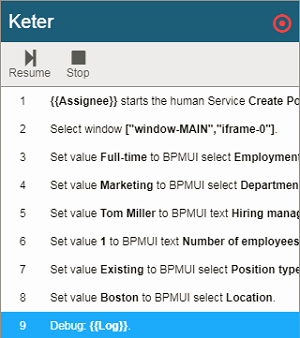 Keter
Resume Stop
1 {{Assignee}} starts the human Service Create Po
2 Select window ["window-MAIN","iframe-0"].
3 Set value Full-time to BPMUI select Employment
4 Set value Marketing to BPMUI select Departmen
5 Set value Tom Miller to BPMUI text Hiring manag
6 Set value 1 to BPMUI text Number of employees
7 Set value Existing to BPMUI select Position type
8 Set value Boston to BPMUI select Location.
9 Debug: {{Log}}.